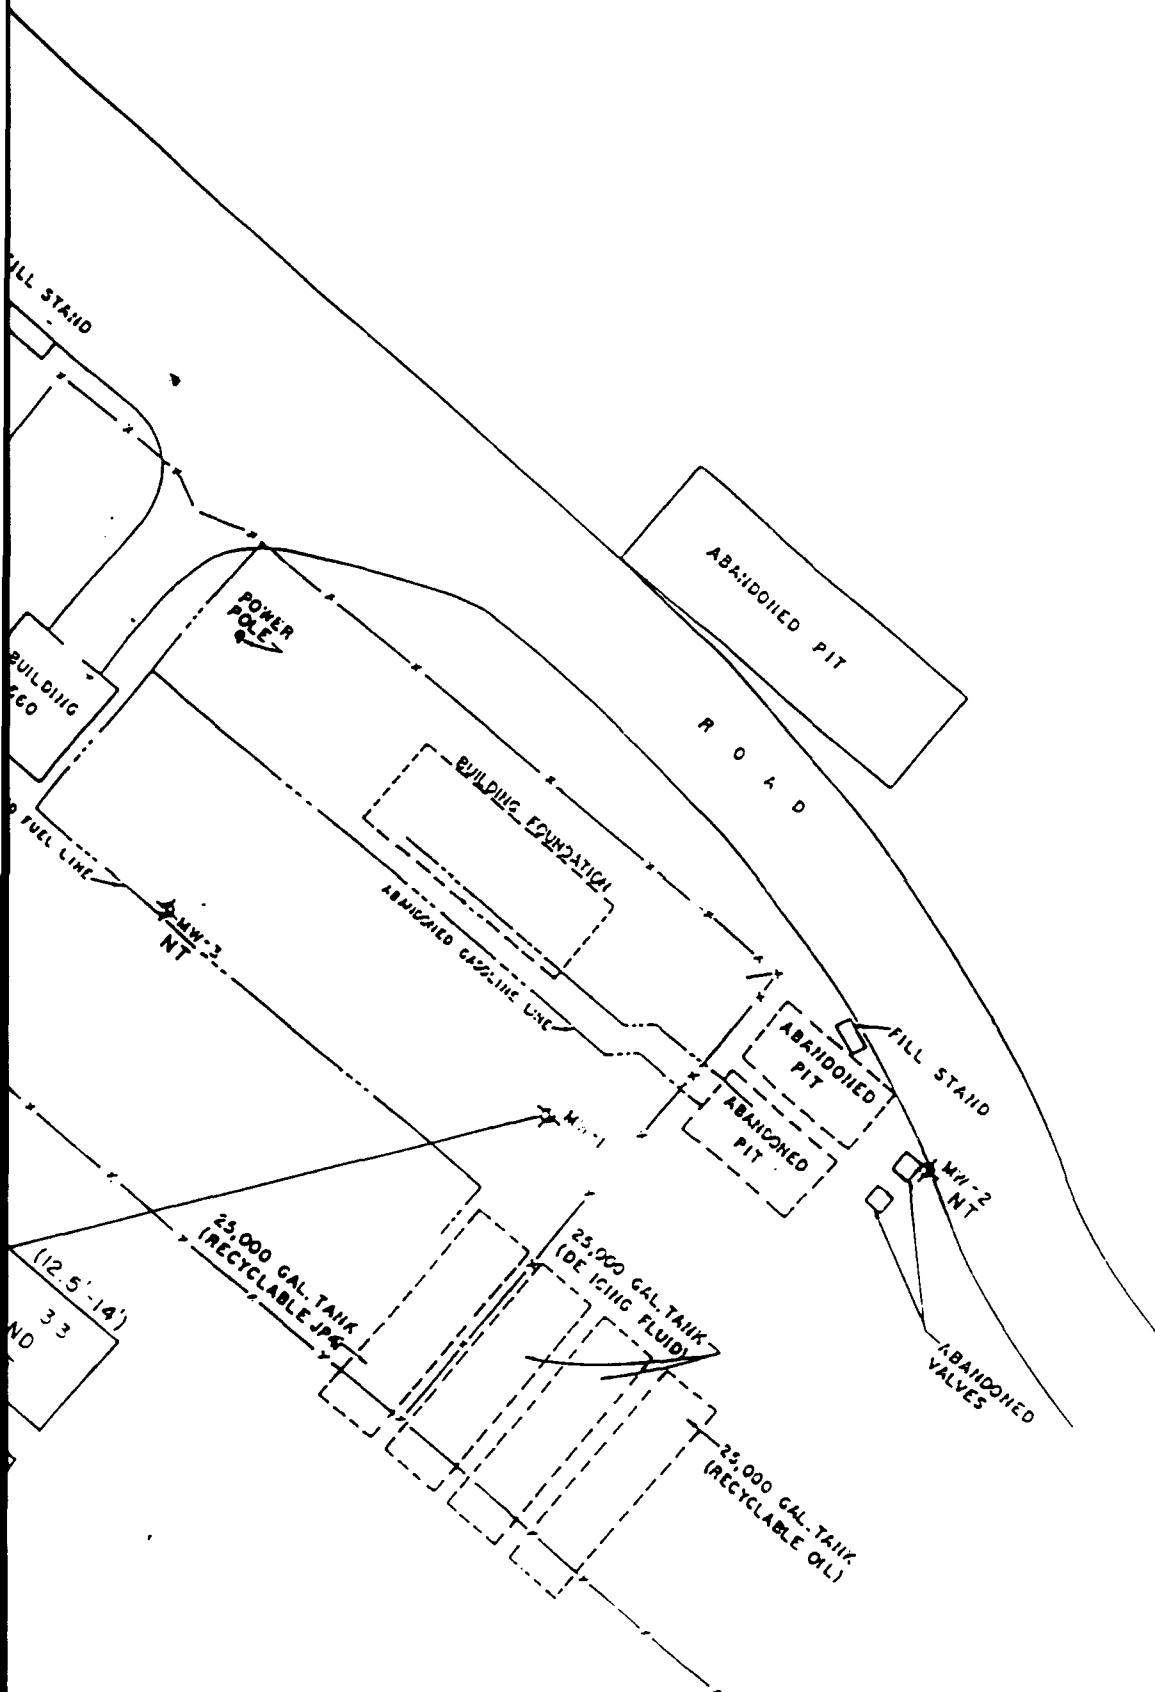 FILL STAND
POWER
POLE
BUILDING
660
FUEL LINE
MW-3
NT
BUILDING FOUNDATION
ABANDONED GASOLINE LINE
ABANDONED PIT
ROAD
ABANDONED
PIT
FILL STAND
ABANDONED
PIT
MW-1
MW-2
NT
ABANDONED
VALVES
25,000 GAL. TANK
(RECYCLABLE JP4)
25,000 GAL. TANK
(DE ICING FLUID)
25,000 GAL. TANK
(RECYCLABLE OIL)
(12.5'-14')
33
ND